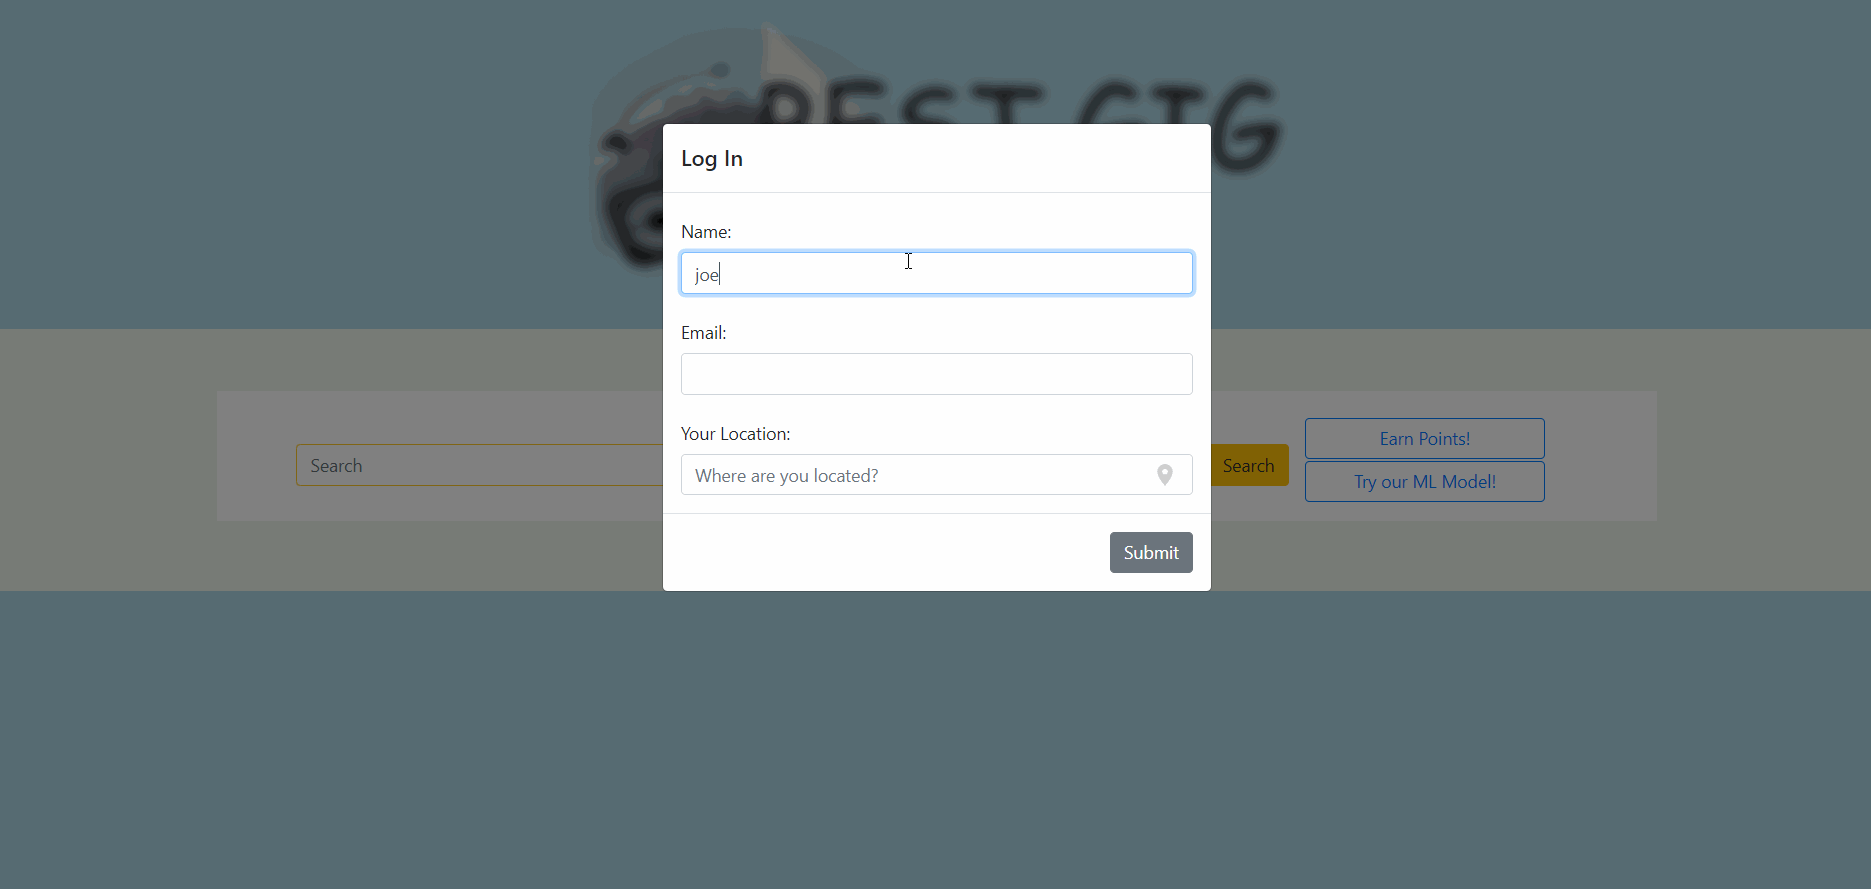 BEST GIG
Log In
Name:
joe
Email:
Your Location:
Where are you located?
Submit
Search
Search
Earn Points!
Try our ML Model!